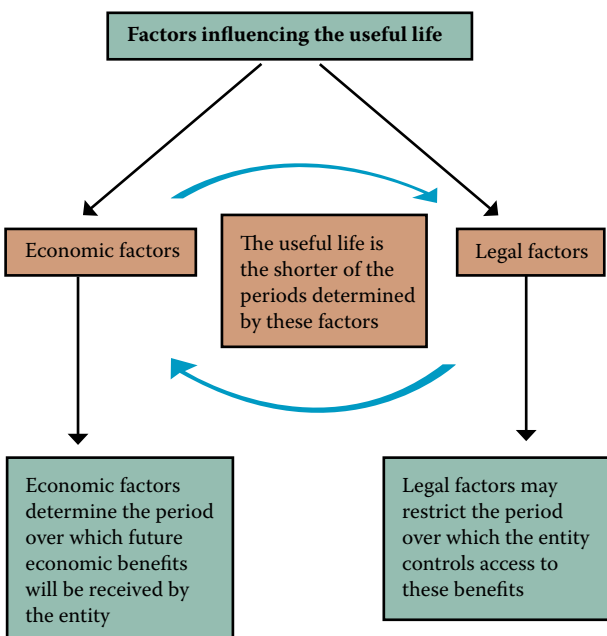 Factors influencing the useful life
Economic factors
The useful life is
the shorter of the
periods determined
by these factors
Legal factors
Economic factors
determine the period
over which future
economic benefits
will be received by
the entity
Legal factors may
restrict the period
over which the entity
controls access to
these benefits